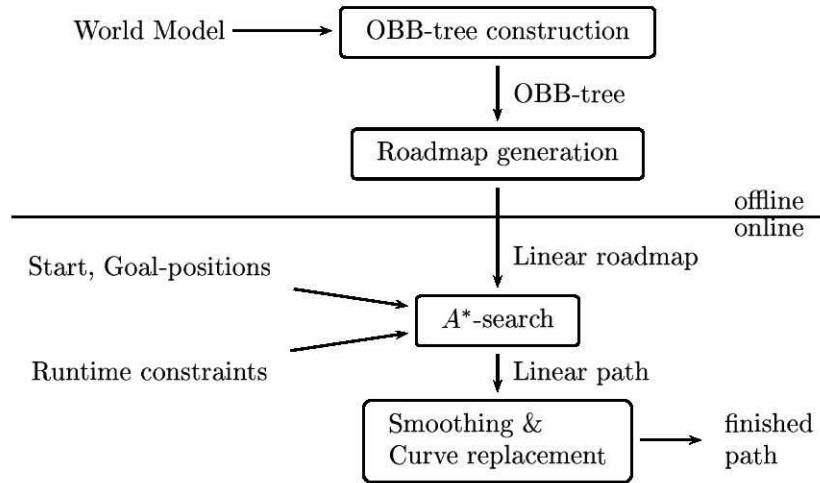 World Model
OBB-tree construction
OBB-tree
Roadmap generation
offline
online
Linear roadmap
Start, Goal-positions
A*-search
Runtime constraints
Linear path
Smoothing &
Curve replacement
finished
path